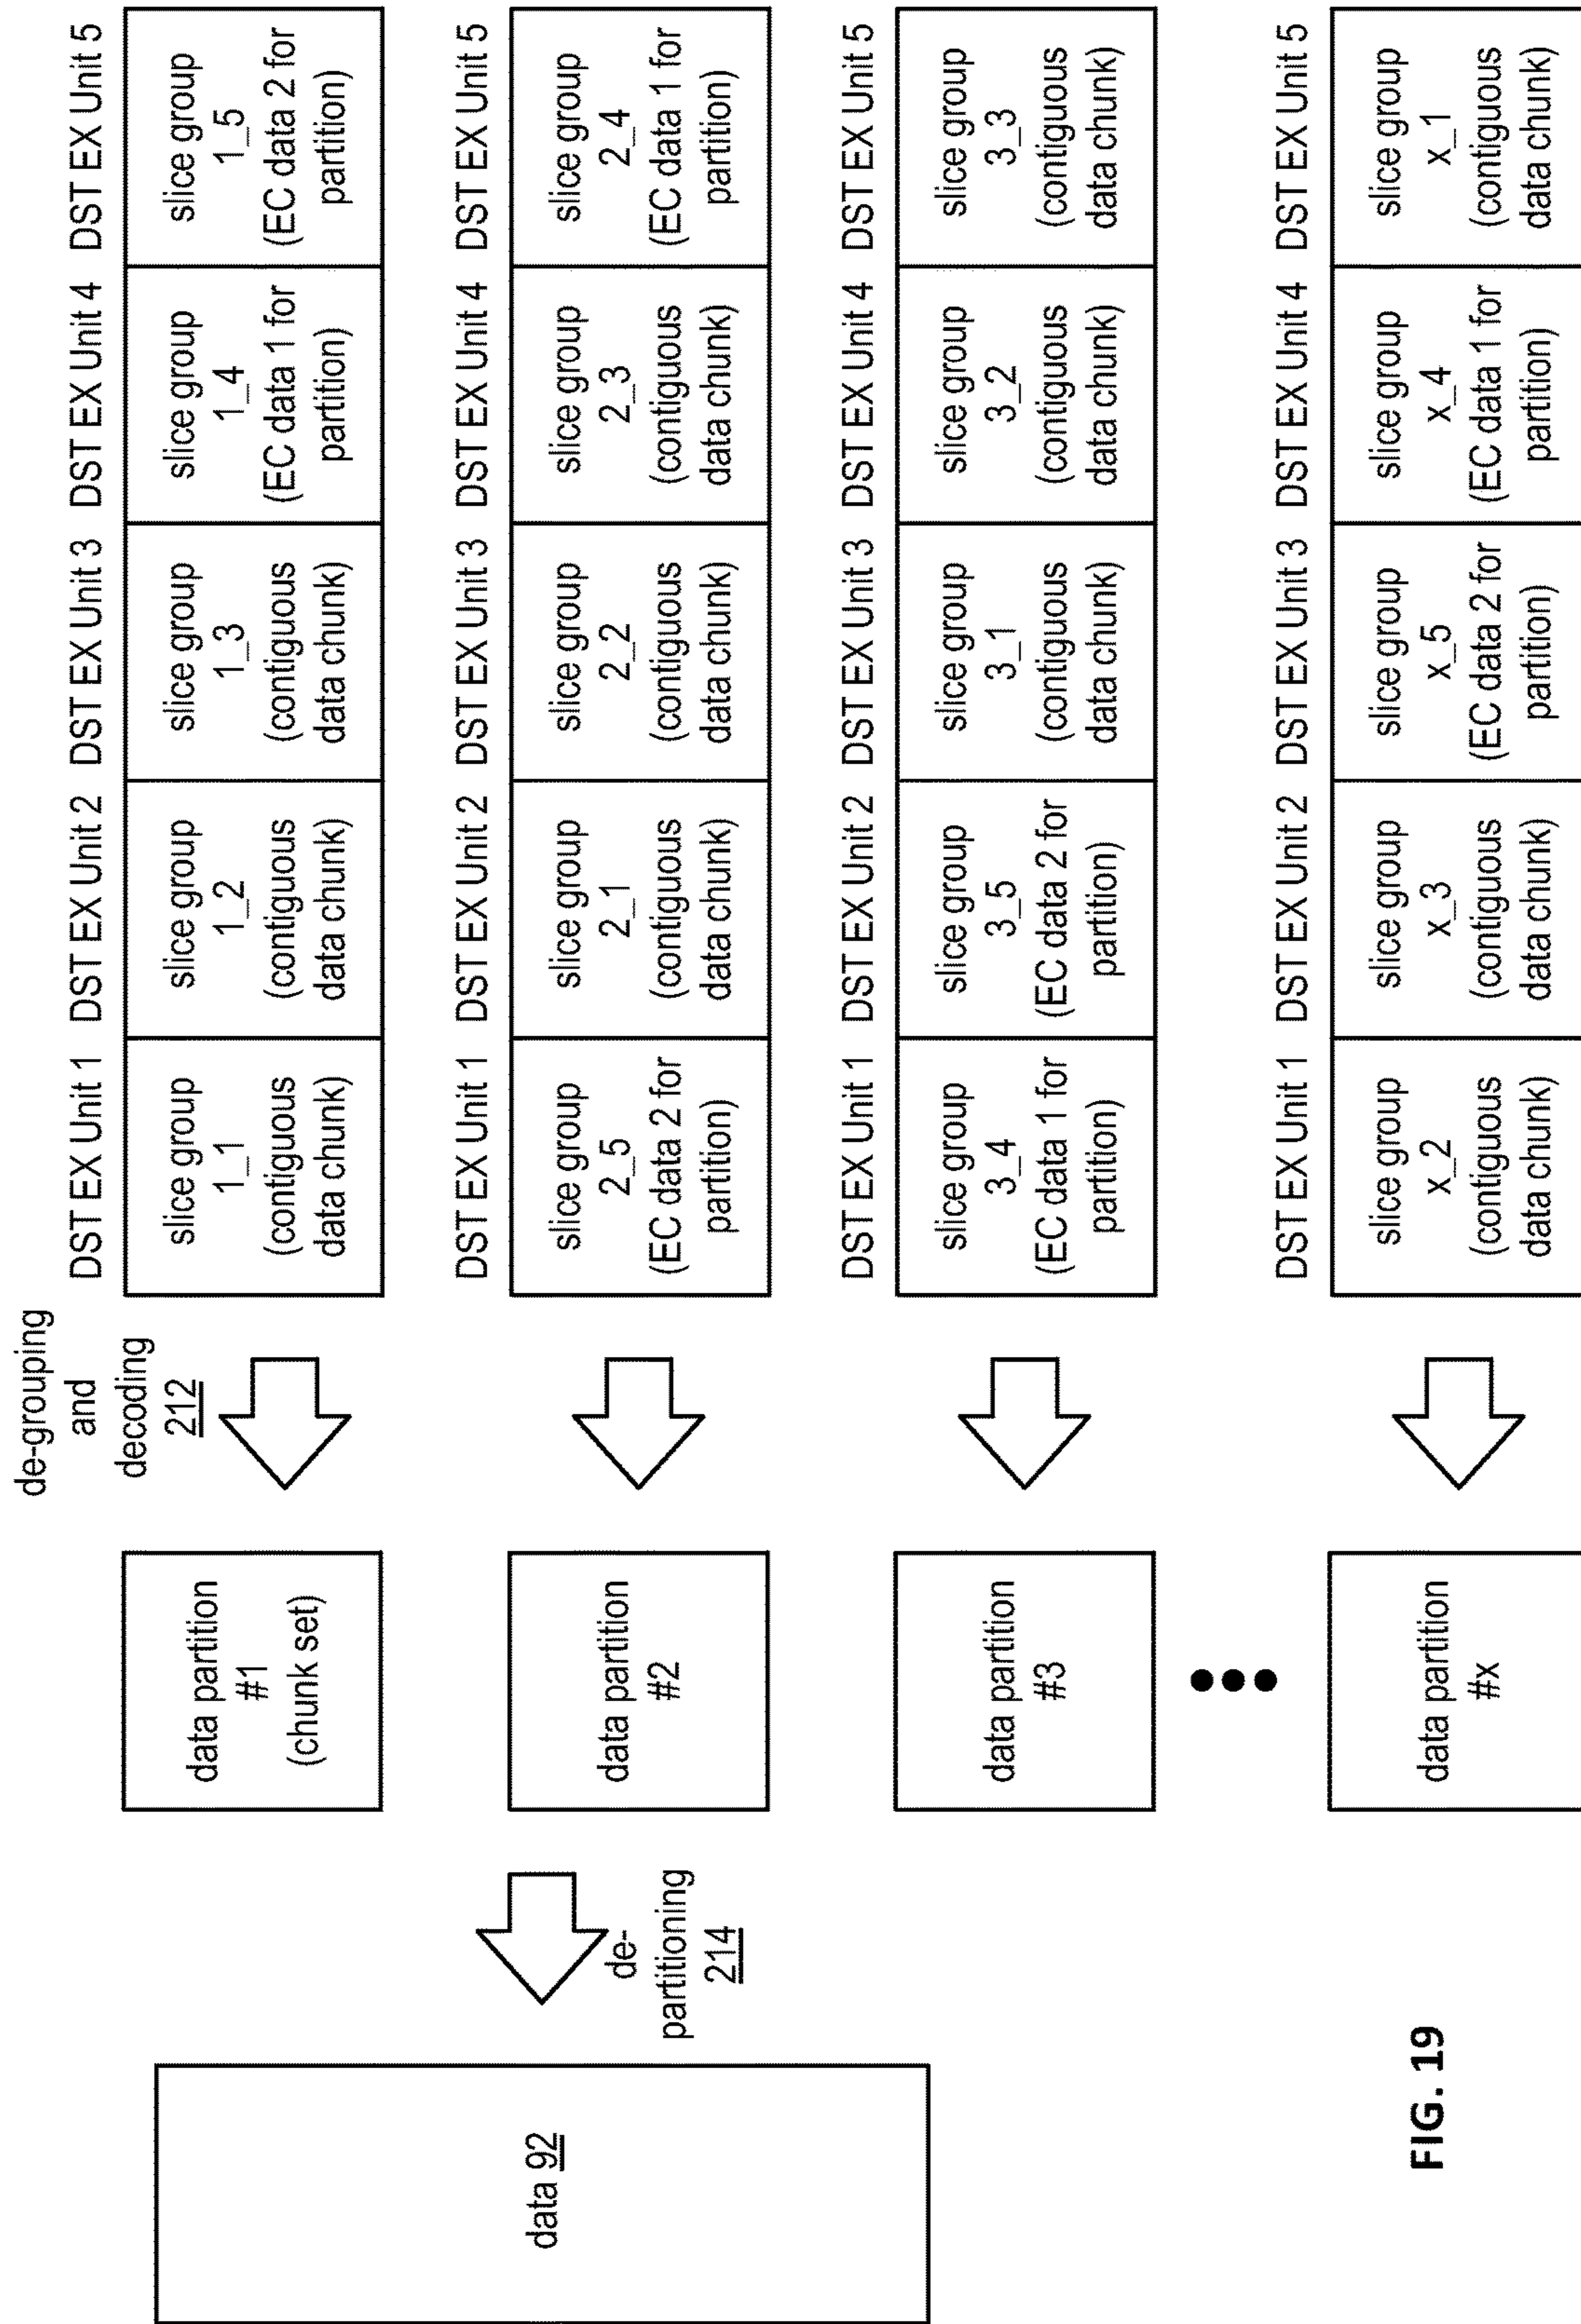 de-grouping
and
decoding
212
data 92
de-
partitioning
214
data partition
#1
(chunk set)
DST EX Unit 1 DST EX Unit 2 DST EX Unit 3 DST EX Unit 4 DST EX Unit 5
slice group
1_1
(contiguous
data chunk)
slice group
1_2
(contiguous
data chunk)
slice group
1_3
(contiguous
data chunk)
slice group
1_4
(EC data 1 for
partition)
slice group
1_5
(EC data 2 for
partition)
data partition
#2
DST EX Unit 1 DST EX Unit 2 DST EX Unit 3 DST EX Unit 4 DST EX Unit 5
slice group
2_5
(EC data 2 for
partition)
slice group
2_1
(contiguous
data chunk)
slice group
2_2
(contiguous
data chunk)
slice group
2_3
(contiguous
data chunk)
slice group
2_4
(EC data 1 for
partition)
data partition
#3
DST EX Unit 1 DST EX Unit 2 DST EX Unit 3 DST EX Unit 4 DST EX Unit 5
slice group
3_4
(EC data 1 for
partition)
slice group
3_5
(EC data 2 for
partition)
slice group
3_1
(contiguous
data chunk)
slice group
3_2
(contiguous
data chunk)
slice group
3_3
(contiguous
data chunk)
data partition
#x
DST EX Unit 1 DST EX Unit 2 DST EX Unit 3 DST EX Unit 4 DST EX Unit 5
slice group
x_2
(contiguous
data chunk)
slice group
x_3
(contiguous
data chunk)
slice group
x_5
(EC data 2 for
partition)
slice group
x_4
(EC data 1 for
partition)
slice group
x_1
(contiguous
data chunk)
FIG. 19